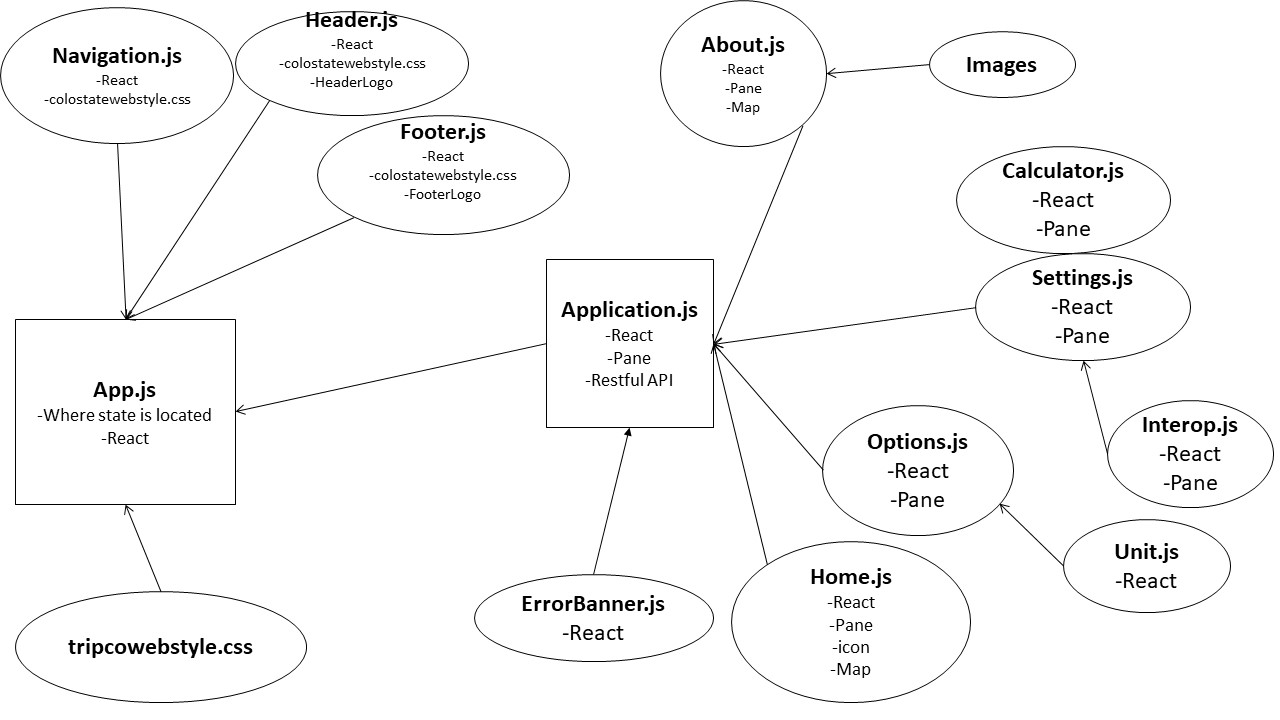 Navigation.js
-React
-colostatewebstyle.css
Header.js
-React
-colostatewebstyle.css
-HeaderLogo
Footer.js
-React
-colostatewebstyle.css
-FooterLogo
About.js
-React
-Pane
-Map
Images
Calculator.js
-React
-Pane
Settings.js
-React
-Pane
Application.js
-React
-Pane
-Restful API
App.js
-Where state is located
-React
Options.js
-React
-Pane
Interop.js
-React
-Pane
Unit.js
-React
Home.js
-React
-Pane
-icon
-Map
ErrorBanner.js
-React
tripcowebstyle.css